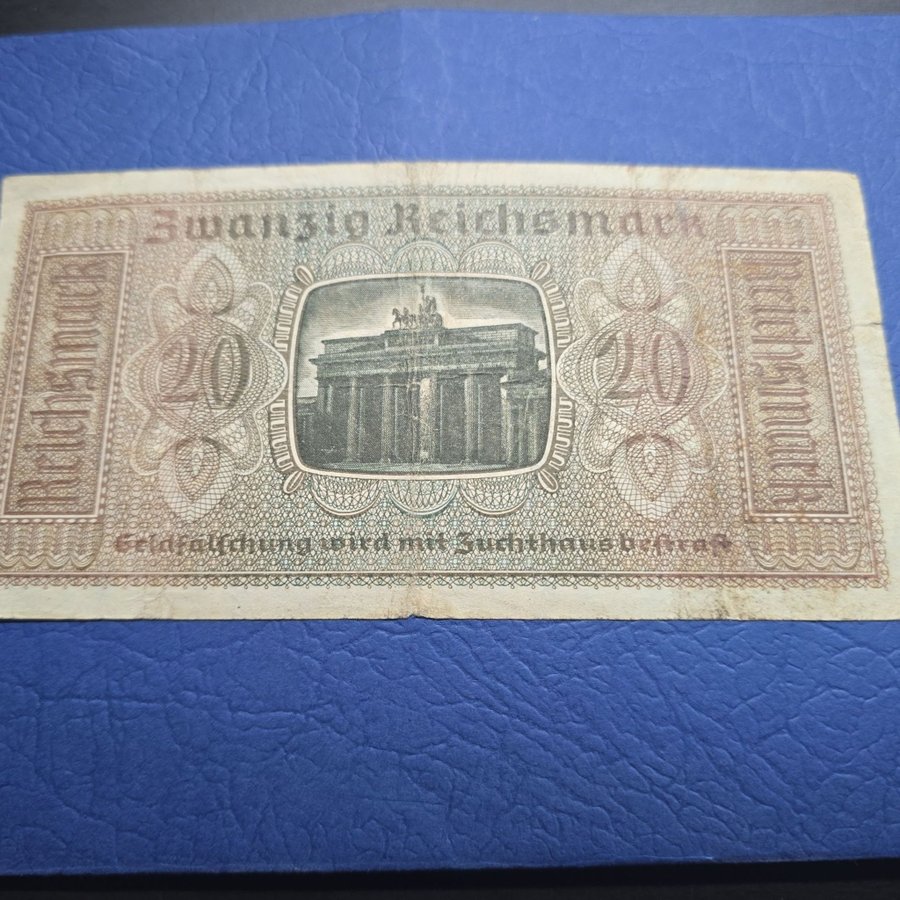 Zwanzig Reichsmark
Reichsmark
20
20
Reichsmark
Geldfälschung wird mit Zuchthaus bestraft